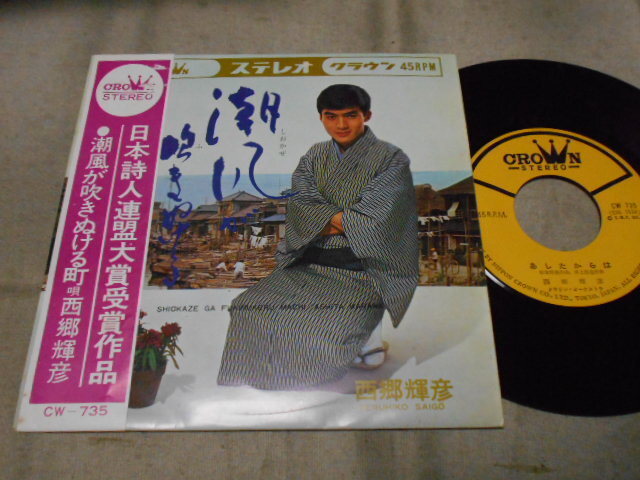 CROWN
STEREO
日本詩人連盟大賞受賞作品
●潮風が吹きぬける町 唄 西郷輝彦
CW-735
ステレオ クラウン 45RPM
潮風が
しおかぜ
吹きぬける町
ふ
SHIOKAZE GA FUKINUKERU MACHI
西郷輝彦
TERUHIKO SAIGO
CROWN
STEREO
45R.P.M.
CW 735
あしたからは
西郷輝彦